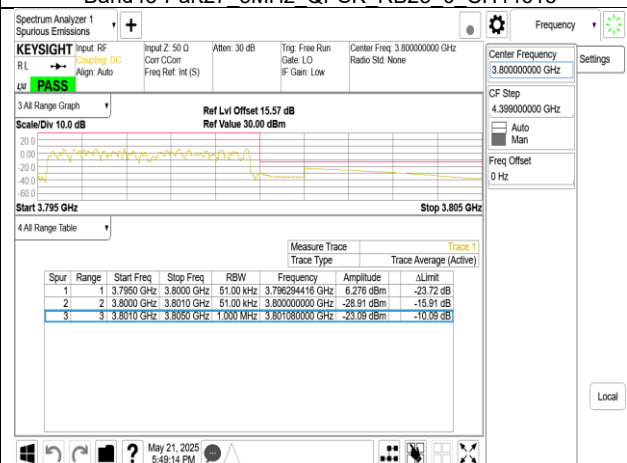 Spectrum Analyzer 1
Spurious Emissions
Frequency
KEYSIGHT
RL
Input: RF
Coupling: DC
Align: Auto
Input Z: 50 Ω
Corr CCorr
Freq Ref: Int (S)
Atten: 30 dB
Trig: Free Run
Gate: LO
IF Gain: Low
Center Freq: 3.800000000 GHz
Radio Std: None
LXI
PASS
3 All Range Graph
Scale/Div 10.0 dB
Ref Lvl Offset 15.57 dB
Ref Value 30.00 dBm
20.0
0.00
-20.0
-40.0
-60.0
Start 3.795 GHz
Stop 3.805 GHz
4 All Range Table
Measure Trace Trace 1
Trace Type Trace Average (Active)
Spur Range Start Freq Stop Freq RBW Frequency Amplitude ΔLimit
1 1 3.7950 GHz 3.8000 GHz 51.00 kHz 3.796294416 GHz 6.276 dBm -23.72 dB
2 2 3.8000 GHz 3.8010 GHz 51.00 kHz 3.800000000 GHz -28.91 dBm -15.91 dB
3 3 3.8010 GHz 3.8050 GHz 1.000 MHz 3.801080000 GHz -23.09 dBm -10.09 dB
Center Frequency
3.800000000 GHz
Settings
CF Step
4.399000000 GHz
Auto
Man
Freq Offset
0 Hz
Local
?
May 21, 2025
5:49:14 PM